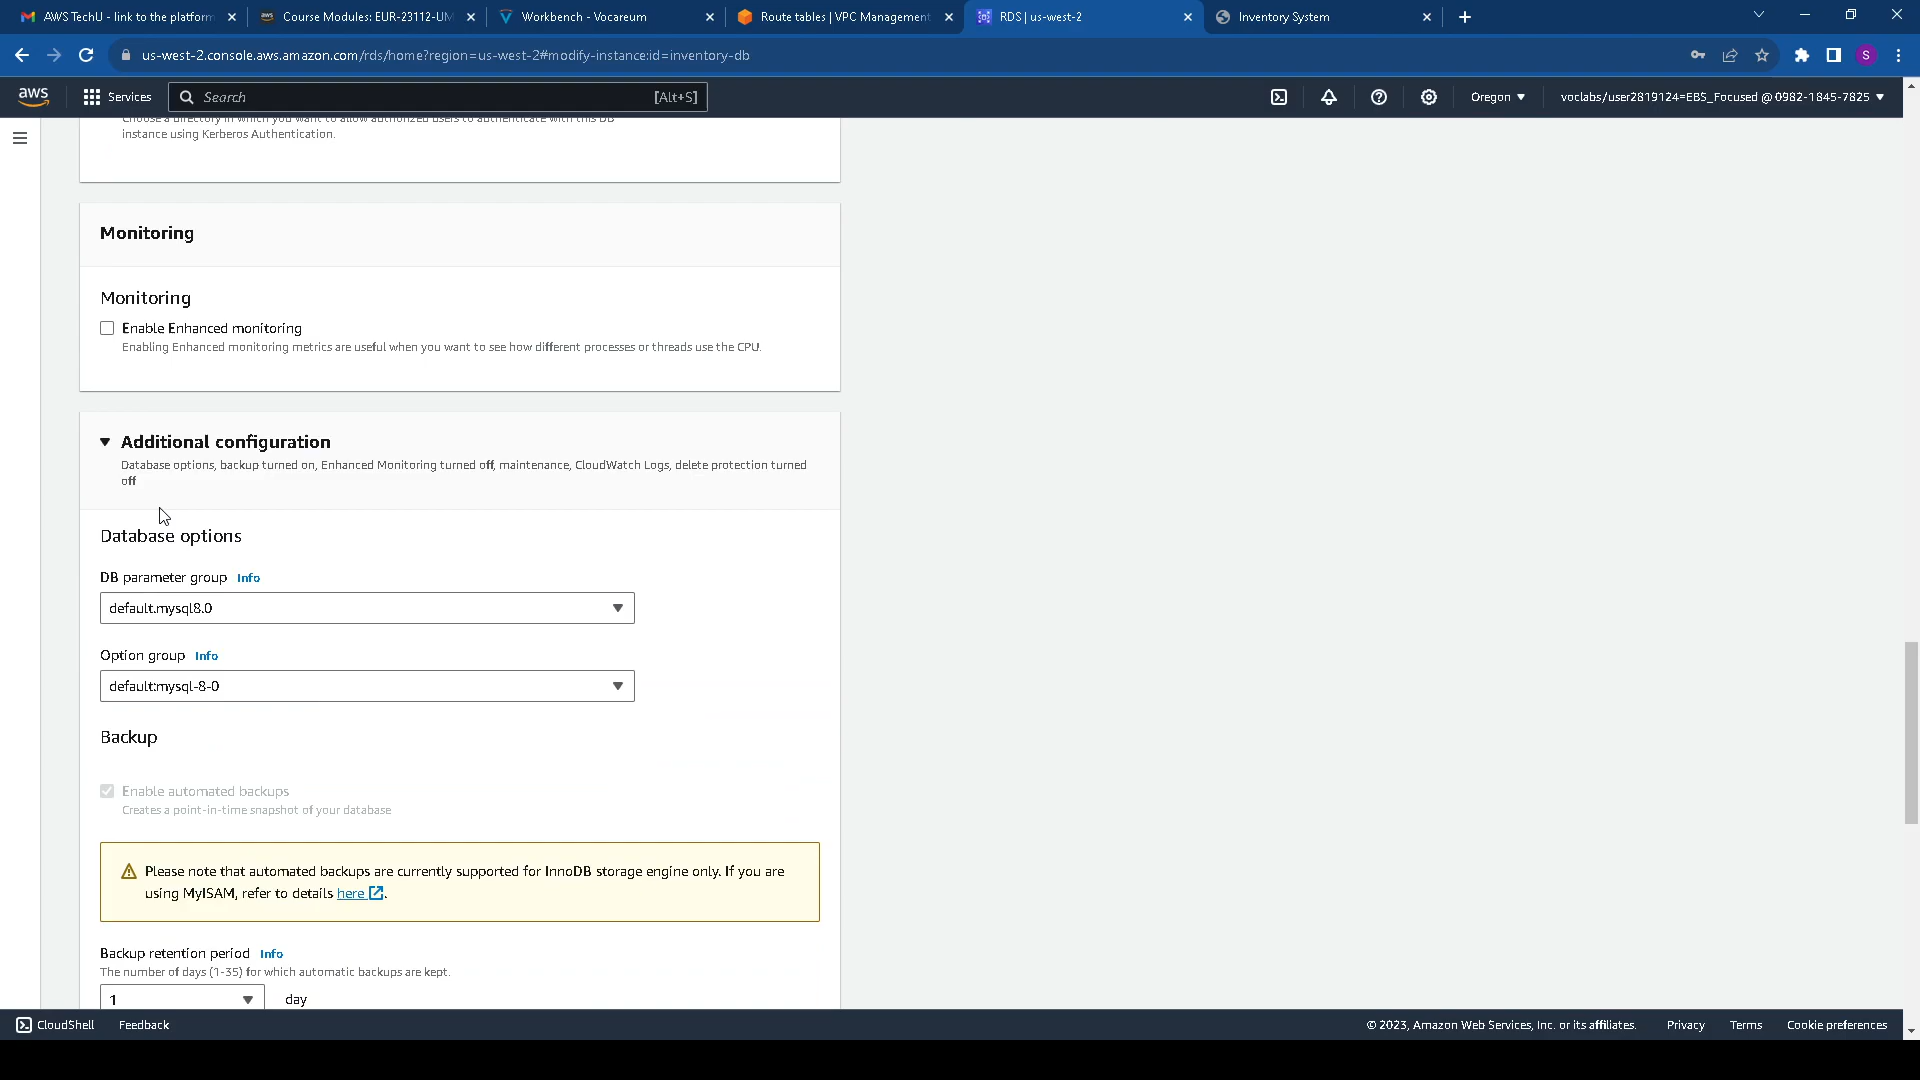 AWS TechU - link to the platform
Course Modules: EUR-23112-UM
Workbench - Vocareum
Route tables | VPC Management
RDS | us-west-2
Inventory System
us-west-2.console.aws.amazon.com/rds/home?region=us-west-2#modify-instance:id=inventory-db
S
aws
Services
Search
[Alt+S]
Oregon
voclabs/user2819124=EBS_Focused @ 0982-1845-7825
Choose a directory in which you want to allow authorized users to authenticate with this DB
instance using Kerberos Authentication.
Monitoring
Monitoring
Enable Enhanced monitoring
Enabling Enhanced monitoring metrics are useful when you want to see how different processes or threads use the CPU.
Additional configuration
Database options, backup turned on, Enhanced Monitoring turned off, maintenance, CloudWatch Logs, delete protection turned
off
Database options
DB parameter group Info
default.mysql8.0
Option group Info
default:mysql-8-0
Backup
Enable automated backups
Creates a point-in-time snapshot of your database
Please note that automated backups are currently supported for InnoDB storage engine only. If you are
using MyISAM, refer to details here.
Backup retention period Info
The number of days (1-35) for which automatic backups are kept.
1 day
CloudShell
Feedback
© 2023, Amazon Web Services, Inc. or its affiliates.
Privacy
Terms
Cookie preferences